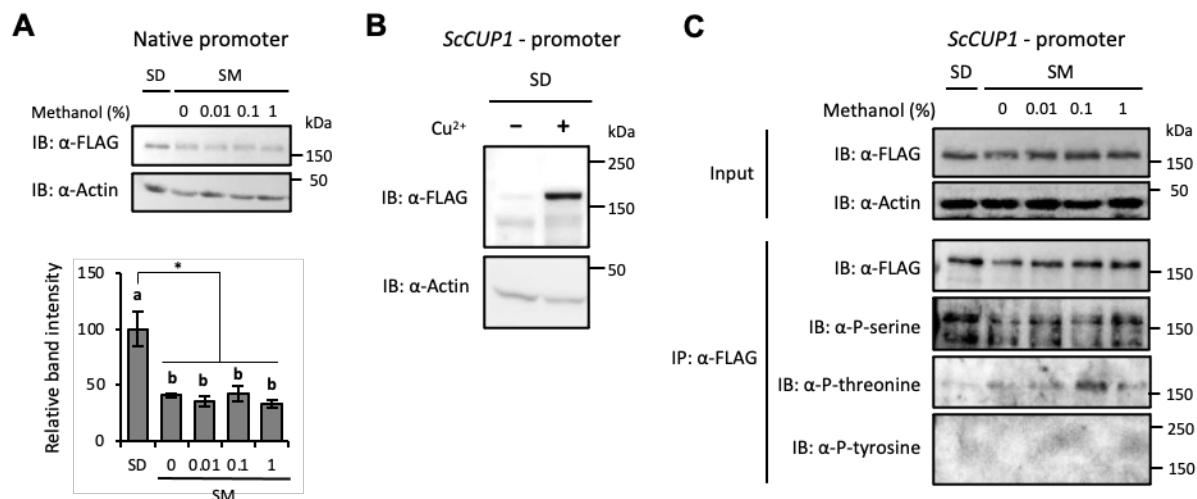 A
Native promoter
SD SM
Methanol (%) 0 0.01 0.1 1
kDa
IB: α-FLAG
150
50
IB: α-Actin
Relative band intensity
150
100
50
0
*
a
b b b b
SD 0 0.01 0.1 1
SM
B
ScCUP1 - promoter
SD
Cu²⁺ − +
kDa
250
IB: α-FLAG
150
50
IB: α-Actin
C
ScCUP1 - promoter
SD SM
Methanol (%) 0 0.01 0.1 1
kDa
Input
IB: α-FLAG
150
50
IB: α-Actin
IP: α-FLAG
IB: α-FLAG
150
IB: α-P-serine
150
IB: α-P-threonine
150
250
IB: α-P-tyrosine
150